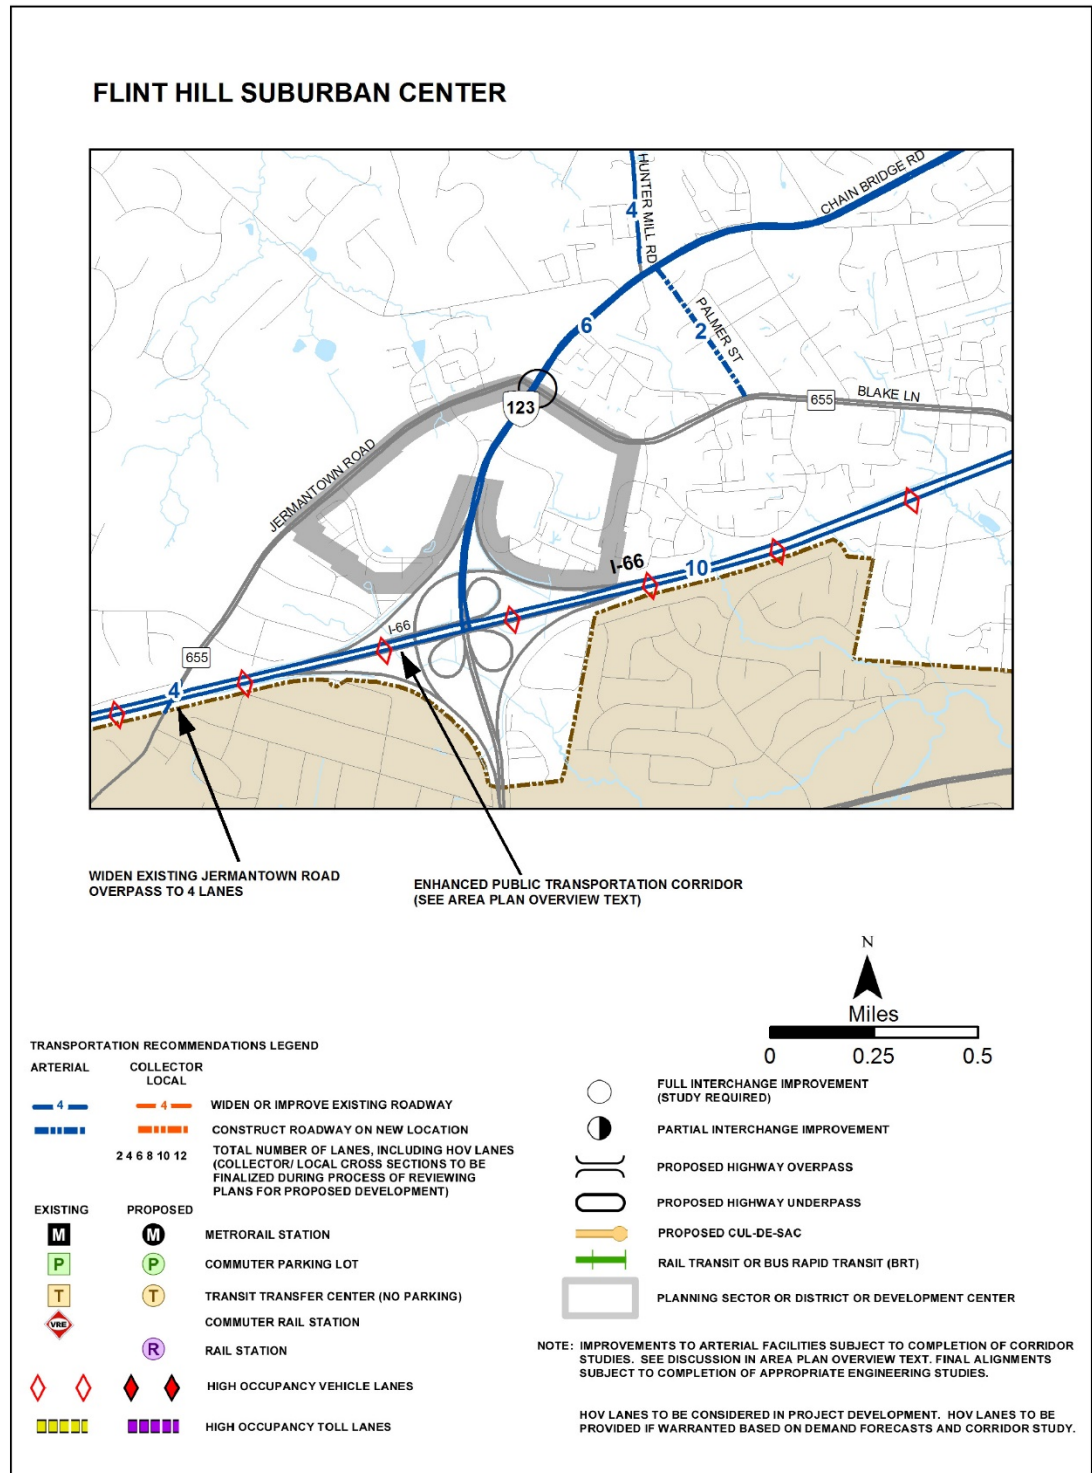 FLINT HILL SUBURBAN CENTER
HUNTER MILL RD
CHAIN BRIDGE RD
4
6
PALMER ST
2
123
655
BLAKE LN
JERMANTOWN ROAD
I-66
10
I-66
655
4
WIDEN EXISTING JERMANTOWN ROAD
OVERPASS TO 4 LANES
ENHANCED PUBLIC TRANSPORTATION CORRIDOR
(SEE AREA PLAN OVERVIEW TEXT)
N
Miles
0 0.25 0.5
TRANSPORTATION RECOMMENDATIONS LEGEND
ARTERIAL COLLECTOR
LOCAL
4 4 WIDEN OR IMPROVE EXISTING ROADWAY
CONSTRUCT ROADWAY ON NEW LOCATION
2 4 6 8 10 12 TOTAL NUMBER OF LANES, INCLUDING HOV LANES
(COLLECTOR/ LOCAL CROSS SECTIONS TO BE
FINALIZED DURING PROCESS OF REVIEWING
PLANS FOR PROPOSED DEVELOPMENT)
EXISTING PROPOSED
M M METRORAIL STATION
P P COMMUTER PARKING LOT
T T TRANSIT TRANSFER CENTER (NO PARKING)
VRE COMMUTER RAIL STATION
R RAIL STATION
HIGH OCCUPANCY VEHICLE LANES
HIGH OCCUPANCY TOLL LANES
FULL INTERCHANGE IMPROVEMENT
(STUDY REQUIRED)
PARTIAL INTERCHANGE IMPROVEMENT
PROPOSED HIGHWAY OVERPASS
PROPOSED HIGHWAY UNDERPASS
PROPOSED CUL-DE-SAC
RAIL TRANSIT OR BUS RAPID TRANSIT (BRT)
PLANNING SECTOR OR DISTRICT OR DEVELOPMENT CENTER
NOTE: IMPROVEMENTS TO ARTERIAL FACILITIES SUBJECT TO COMPLETION OF CORRIDOR
STUDIES. SEE DISCUSSION IN AREA PLAN OVERVIEW TEXT. FINAL ALIGNMENTS
SUBJECT TO COMPLETION OF APPROPRIATE ENGINEERING STUDIES.
HOV LANES TO BE CONSIDERED IN PROJECT DEVELOPMENT. HOV LANES TO BE
PROVIDED IF WARRANTED BASED ON DEMAND FORECASTS AND CORRIDOR STUDY.